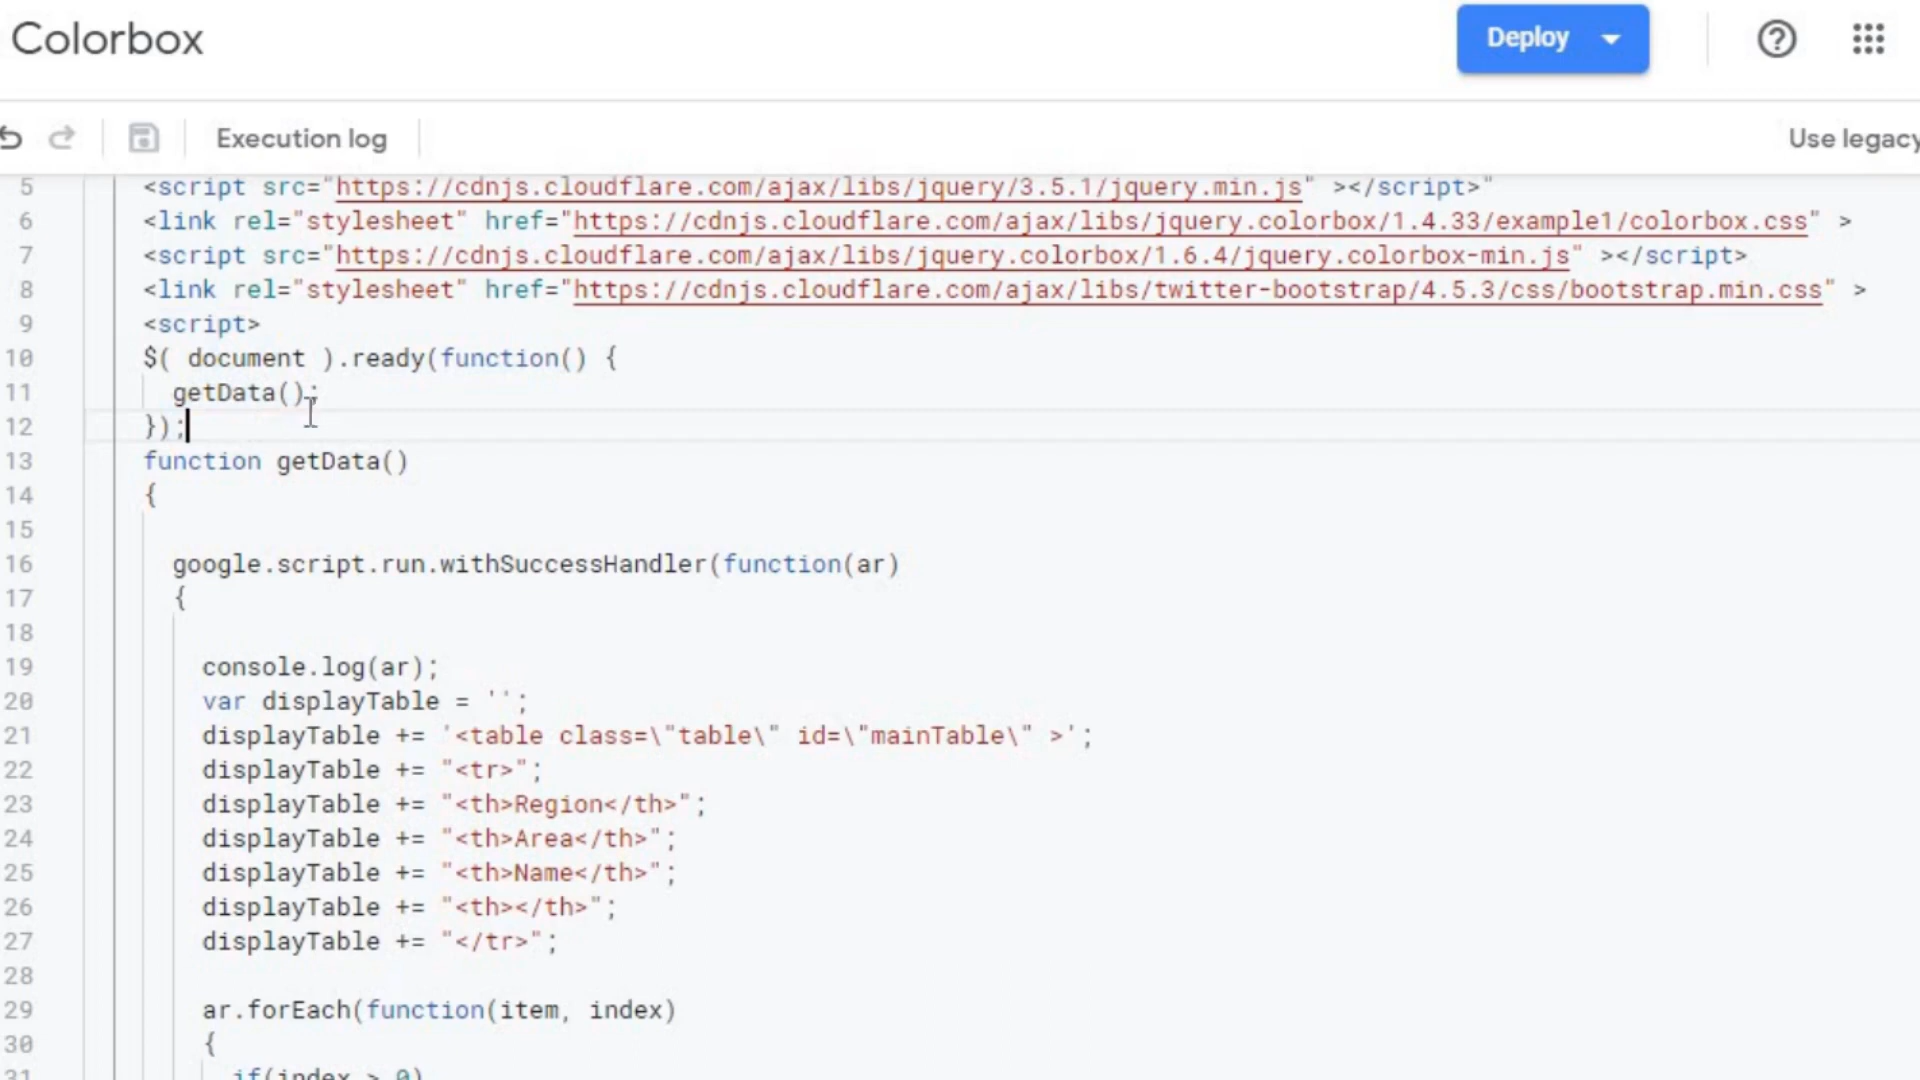 Colorbox
Deploy
Execution log
Use legacy
5 <script src="https://cdnjs.cloudflare.com/ajax/libs/jquery/3.5.1/jquery.min.js" ></script>"
6 <link rel="stylesheet" href="https://cdnjs.cloudflare.com/ajax/libs/jquery.colorbox/1.4.33/example1/colorbox.css" >
7 <script src="https://cdnjs.cloudflare.com/ajax/libs/jquery.colorbox/1.6.4/jquery.colorbox-min.js" ></script>
8 <link rel="stylesheet" href="https://cdnjs.cloudflare.com/ajax/libs/twitter-bootstrap/4.5.3/css/bootstrap.min.css" >
9 <script>
10 $( document ).ready(function() {
11 getData();
12 });
13 function getData()
14 {
15
16 google.script.run.withSuccessHandler(function(ar)
17 {
18
19 console.log(ar);
20 var displayTable = '';
21 displayTable += '<table class=\"table\" id=\"mainTable\" >';
22 displayTable += "<tr>";
23 displayTable += "<th>Region</th>";
24 displayTable += "<th>Area</th>";
25 displayTable += "<th>Name</th>";
26 displayTable += "<th></th>";
27 displayTable += "</tr>";
28
29 ar.forEach(function(item, index)
30 {
31 if(index > 0)